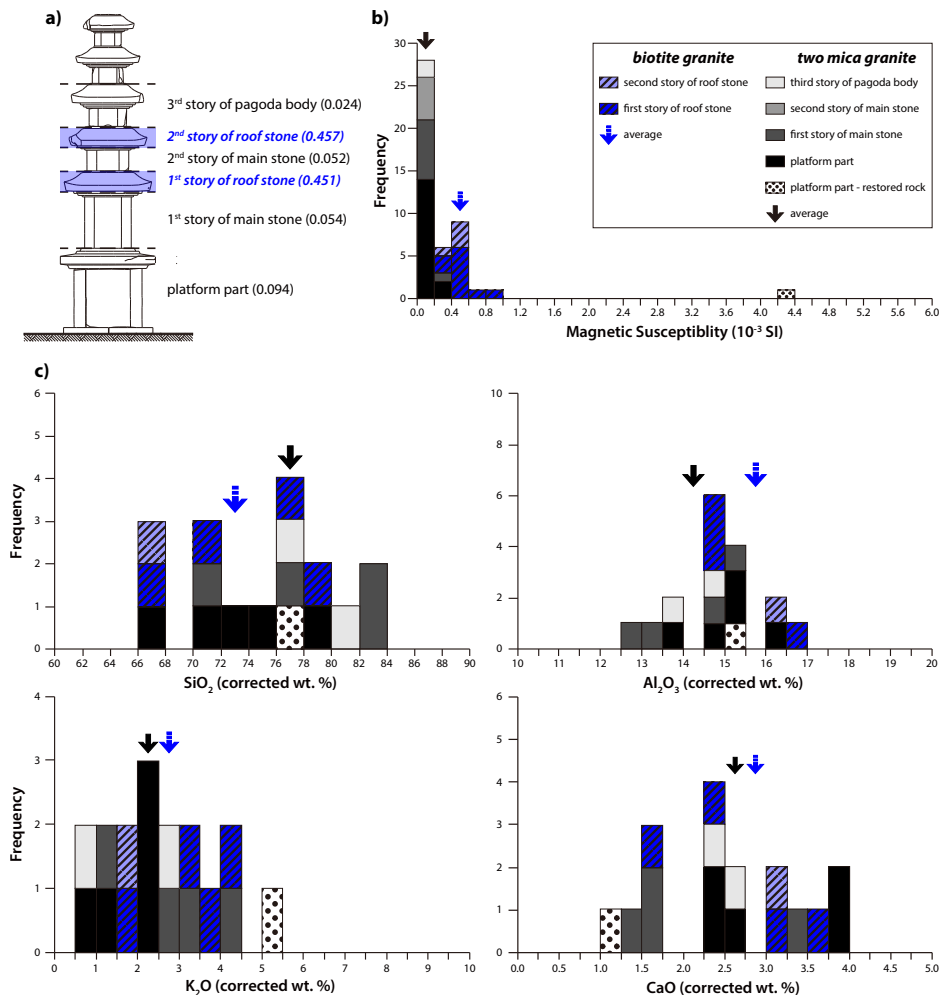 a)
3rd story of pagoda body (0.024)
2nd story of roof stone (0.457)
2nd story of main stone (0.052)
1st story of roof stone (0.451)
1st story of main stone (0.054)
platform part (0.094)
b)
30
25
20
15
10
5
0
Frequency
0.0 0.4 0.8 1.2 1.6 2.0 2.4 2.8 3.2 3.6 4.0 4.4 4.8 5.2 5.6 6.0
Magnetic Susceptiblity (10-3 SI)
biotite granite
second story of roof stone
first story of roof stone
average
two mica granite
third story of pagoda body
second story of main stone
first story of main stone
platform part
platform part - restored rock
average
c)
6
5
4
3
2
1
0
Frequency
60 62 64 66 68 70 72 74 76 78 80 82 84 86 88 90
SiO2 (corrected wt. %)
10
8
6
4
2
0
10 11 12 13 14 15 16 17 18 19 20
Al2O3 (corrected wt. %)
4
3
2
1
0
Frequency
0 1 2 3 4 5 6 7 8 9 10
K2O (corrected wt. %)
6
5
4
3
2
1
0
0.0 1.0 1.5 2.0 2.5 3.0 3.5 4.0 5.0
CaO (corrected wt. %)